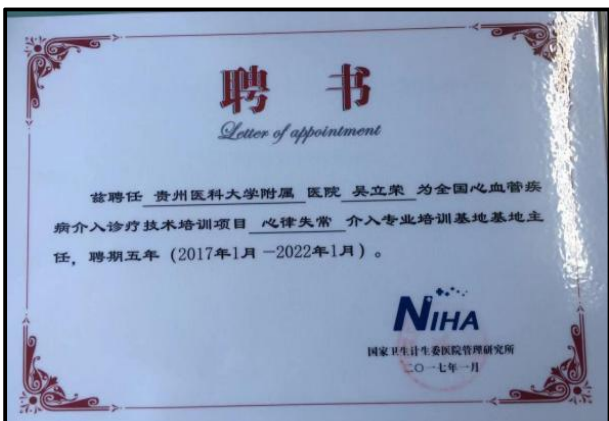 聘 书
Letter of appointment
兹聘任 贵州医科大学附属 医院 吴立荣 为全国心血管疾
病介入诊疗技术培训项目 心律失常 介入专业培训基地基地主
任，聘期五年（2017年1月－2022年1月）。
NIHA
国家卫生计生委医院管理研究所
二〇一七年一月